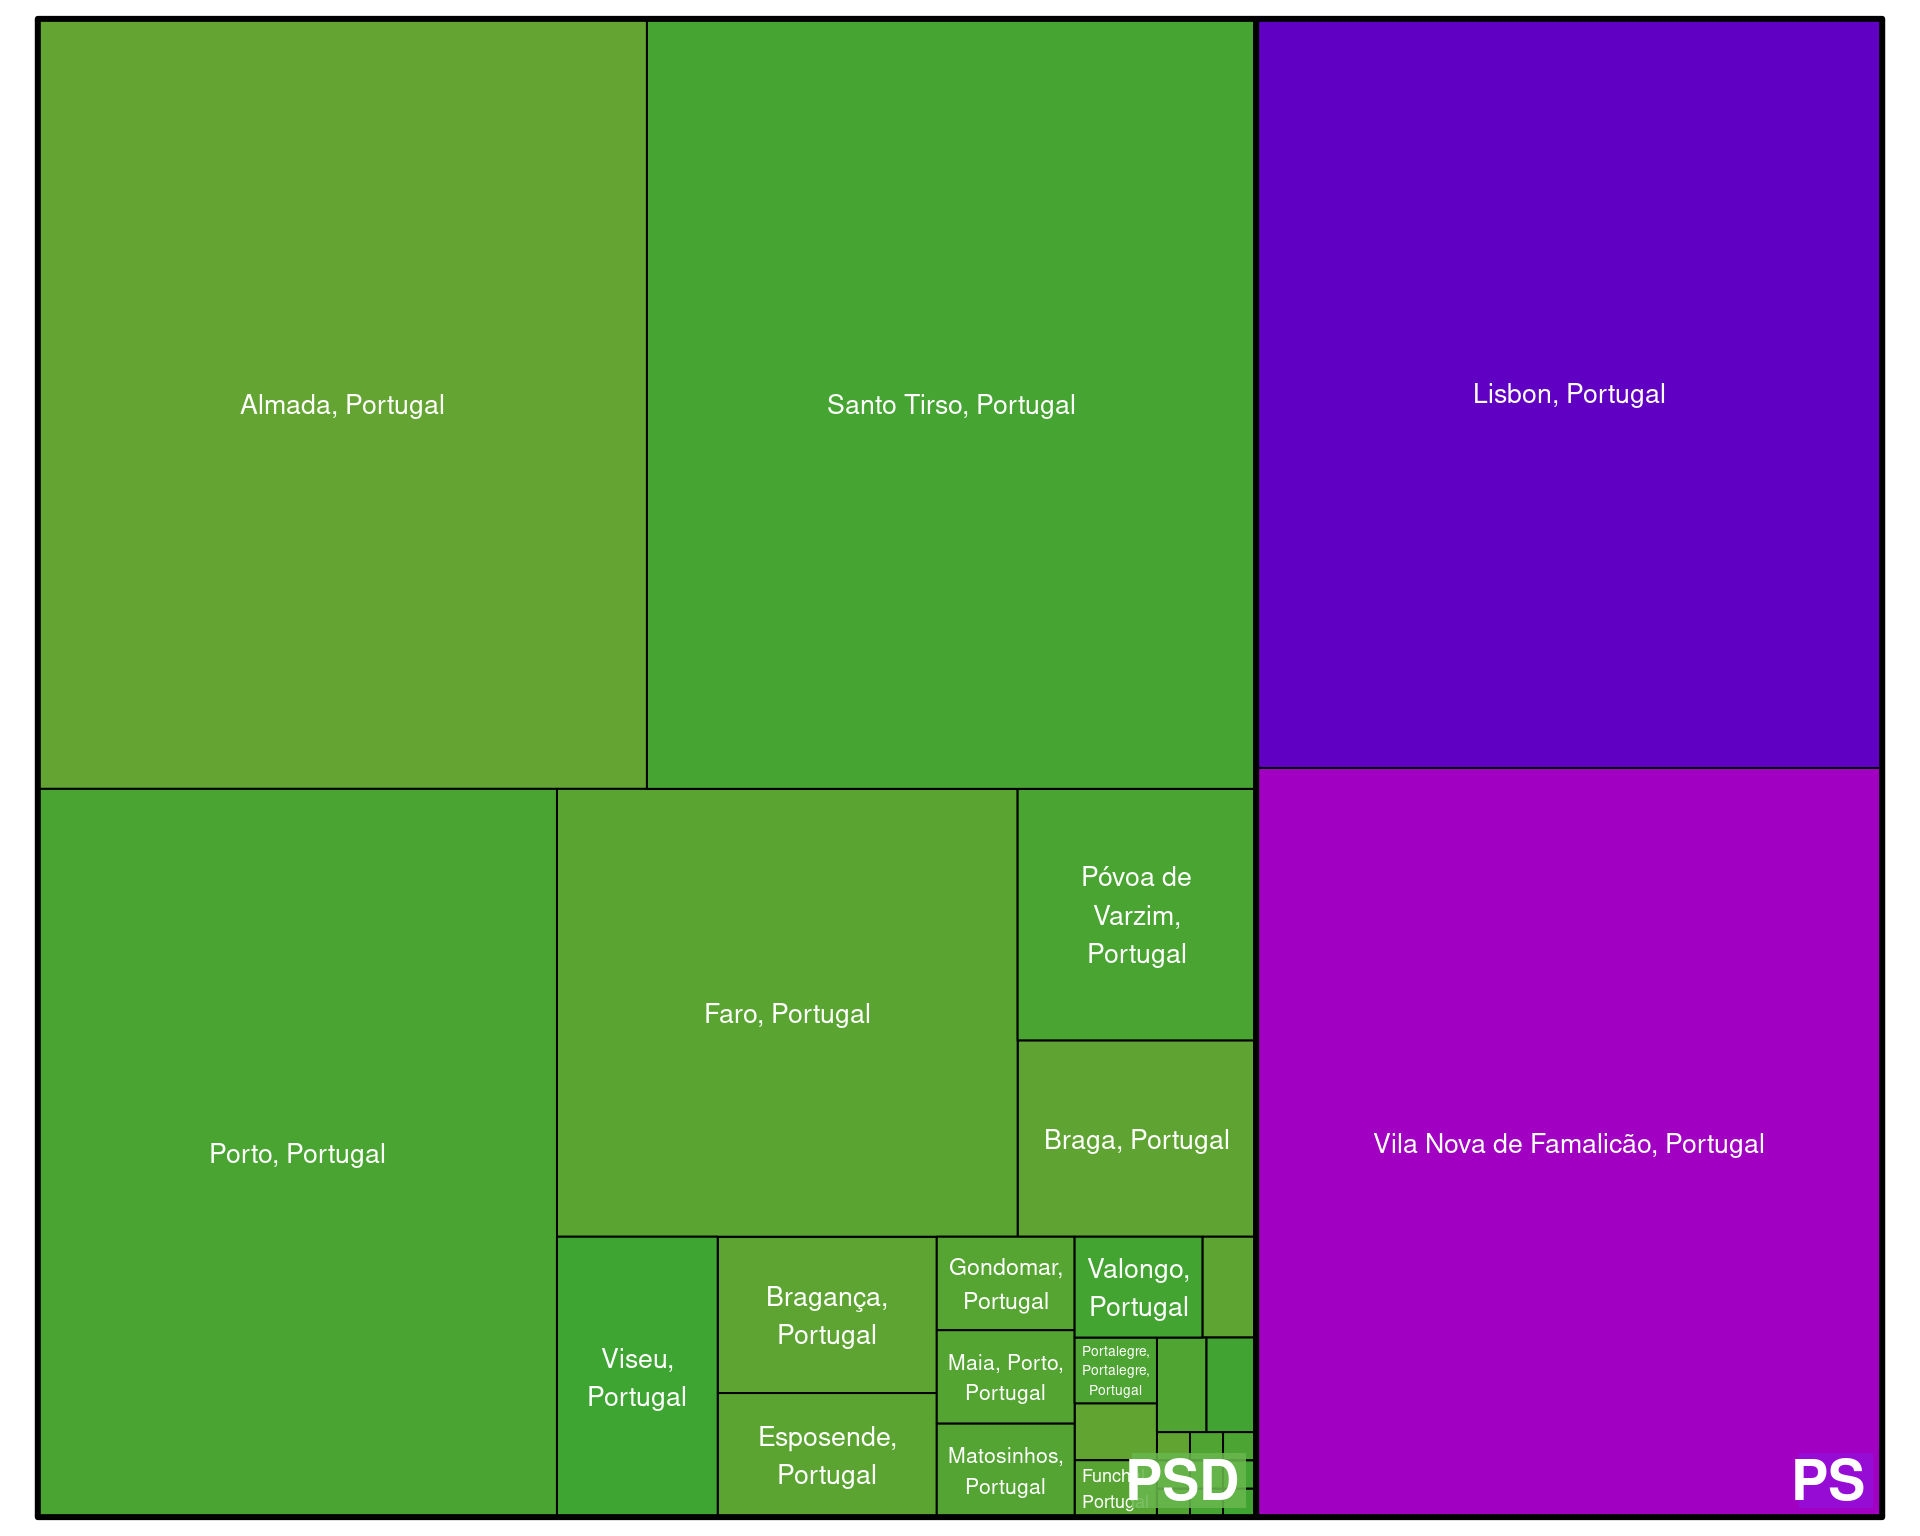 Almada, Portugal
Santo Tirso, Portugal
Lisbon, Portugal
Porto, Portugal
Faro, Portugal
Póvoa de
Varzim,
Portugal
Braga, Portugal
Vila Nova de Famalicão, Portugal
Viseu,
Portugal
Bragança,
Portugal
Esposende,
Portugal
Gondomar,
Portugal
Maia, Porto,
Portugal
Matosinhos,
Portugal
Valongo,
Portugal
Portalegre,
Portalegre,
Portugal
Portugal
PSD
PS